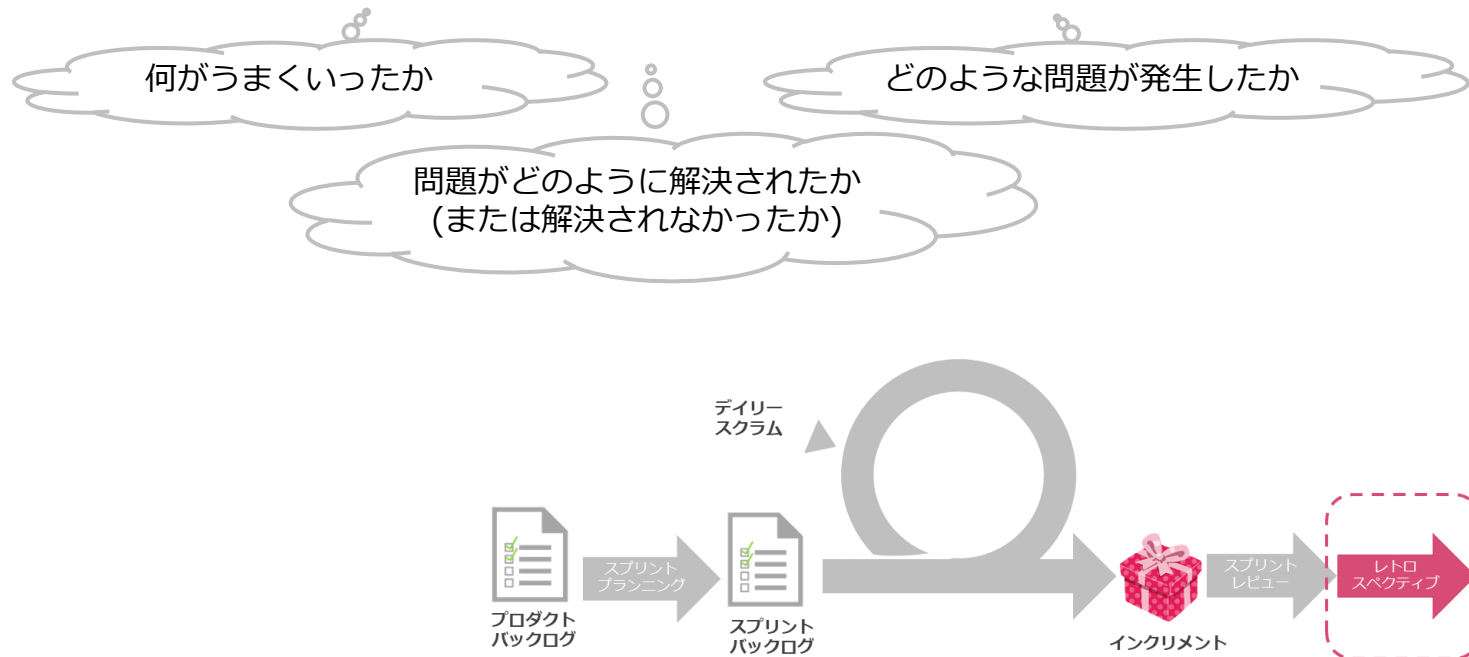 何がうまくいったか
どのような問題が発生したか
問題がどのように解決されたか
(または解決されなかったか)
デイリー
スクラム
スプリント
プランニング
スプリント
レビュー
レトロ
スペクティブ
プロダクト
バックログ
スプリント
バックログ
インクリメント